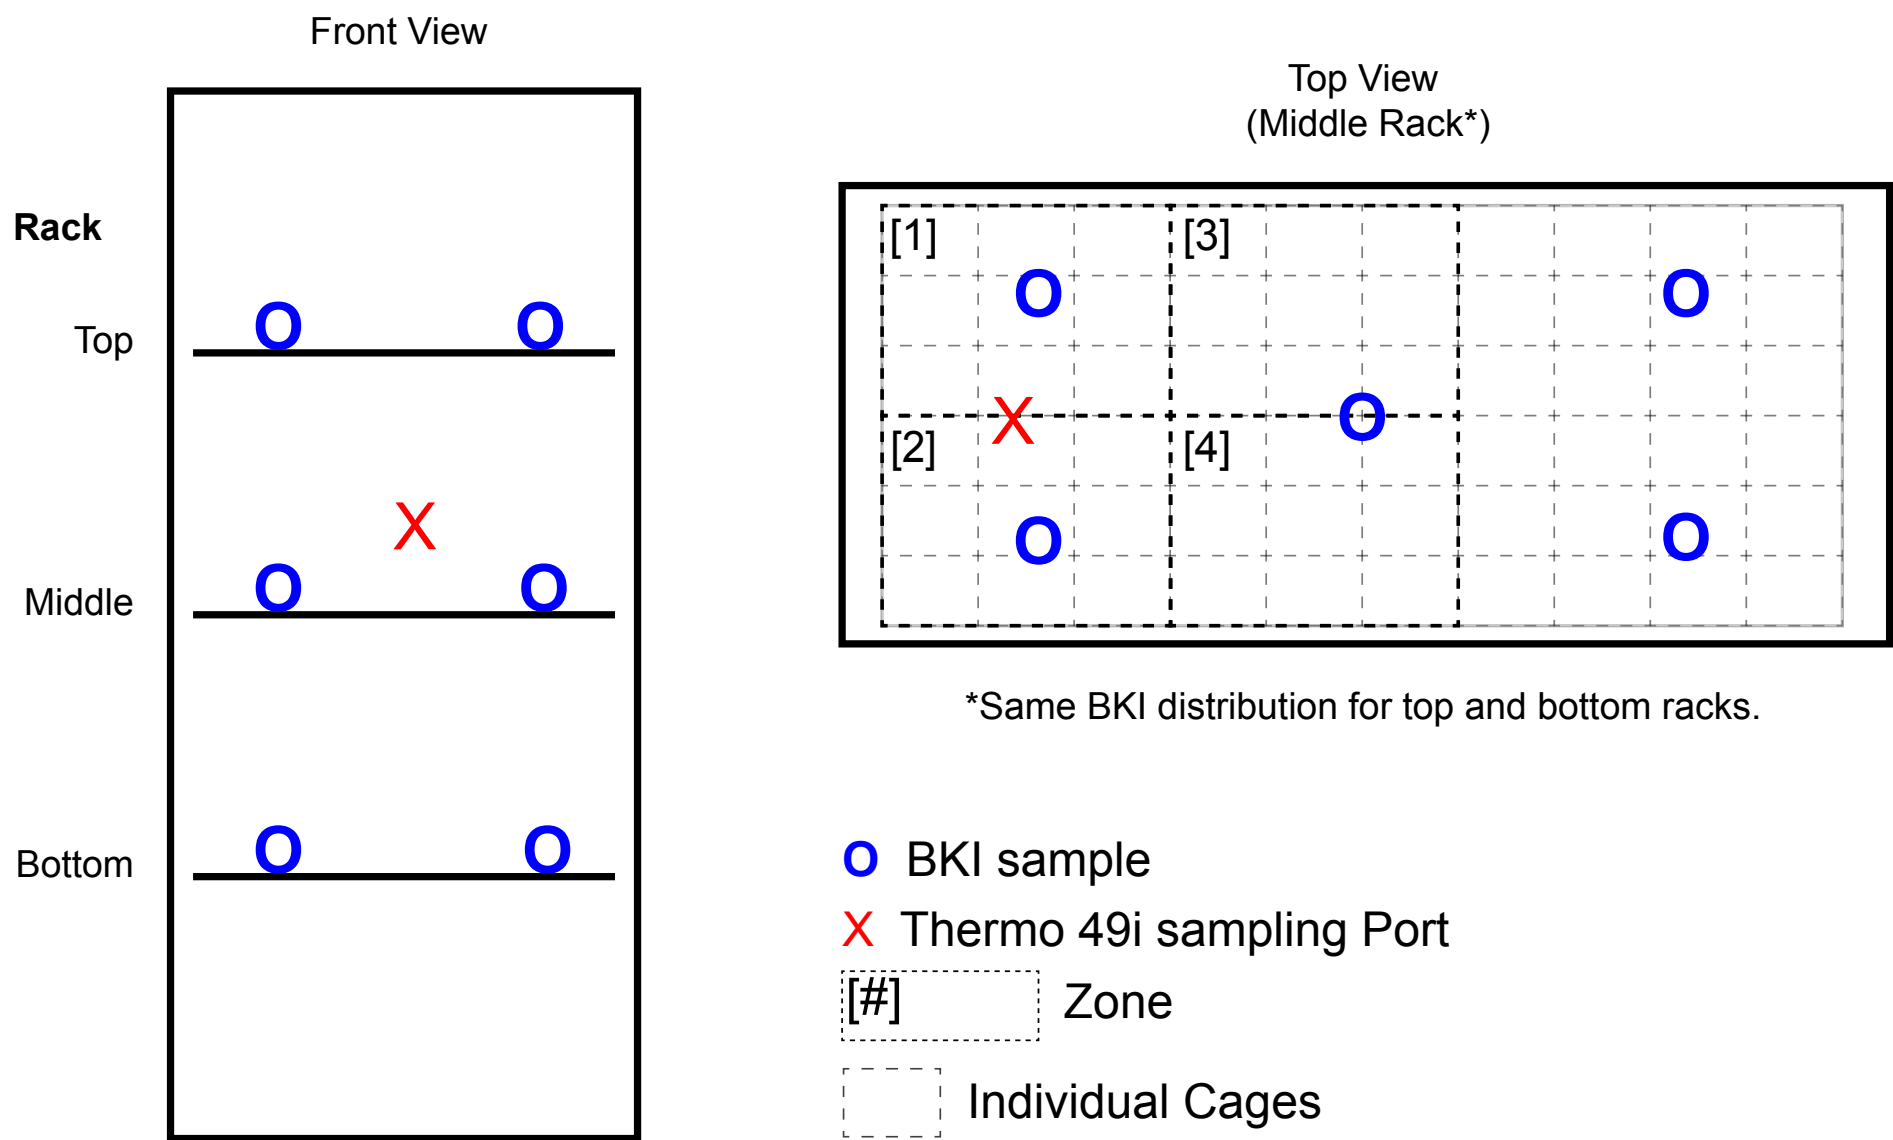 Front View
Rack
Top
Middle
Bottom
O O
X
O O
O O
Top View
(Middle Rack*)
[1] [3]
O O
X O
[2] [4]
O O
*Same BKI distribution for top and bottom racks.
O BKI sample
X Thermo 49i sampling Port
[#] Zone
Individual Cages